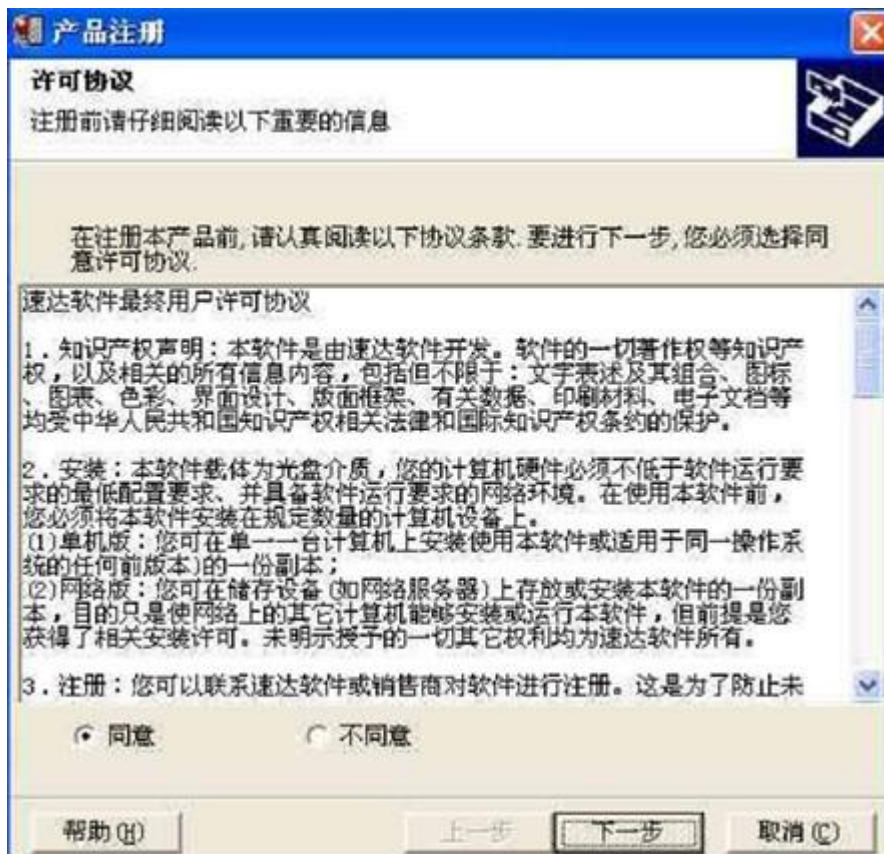 产品注册
许可协议
注册前请仔细阅读以下重要的信息
在注册本产品前,请认真阅读以下协议条款.要进行下一步,您必须选择同
意许可协议.
速达软件最终用户许可协议
1．知识产权声明：本软件是由速达软件开发。软件的一切著作权等知识产
权，以及相关的所有信息内容，包括但不限于：文字表述及其组合、图标
、图表、色彩、界面设计、版面框架、有关数据、印刷材料、电子文档等
均受中华人民共和国知识产权相关法律和国际知识产权条约的保护。
2．安装：本软件载体为光盘介质，您的计算机硬件必须不低于软件运行要
求的最低配置要求、并具备软件运行要求的网络环境。在使用本软件前，
您必须将本软件安装在规定数量的计算机设备上。
(1)单机版：您可在单一一台计算机上安装使用本软件或适用于同一操作系
统的任何前版本)的一份副本；
(2)网络版：您可在储存设备(如网络服务器)上存放或安装本软件的一份副
本，目的只是使网络上的其它计算机能够安装或运行本软件，但前提是您
获得了相关安装许可。未明示授予的一切其它权利均为速达软件所有。
3．注册：您可以联系速达软件或销售商对软件进行注册。这是为了防止未
同意 不同意
帮助(H) 上一步 下一步 取消(C)